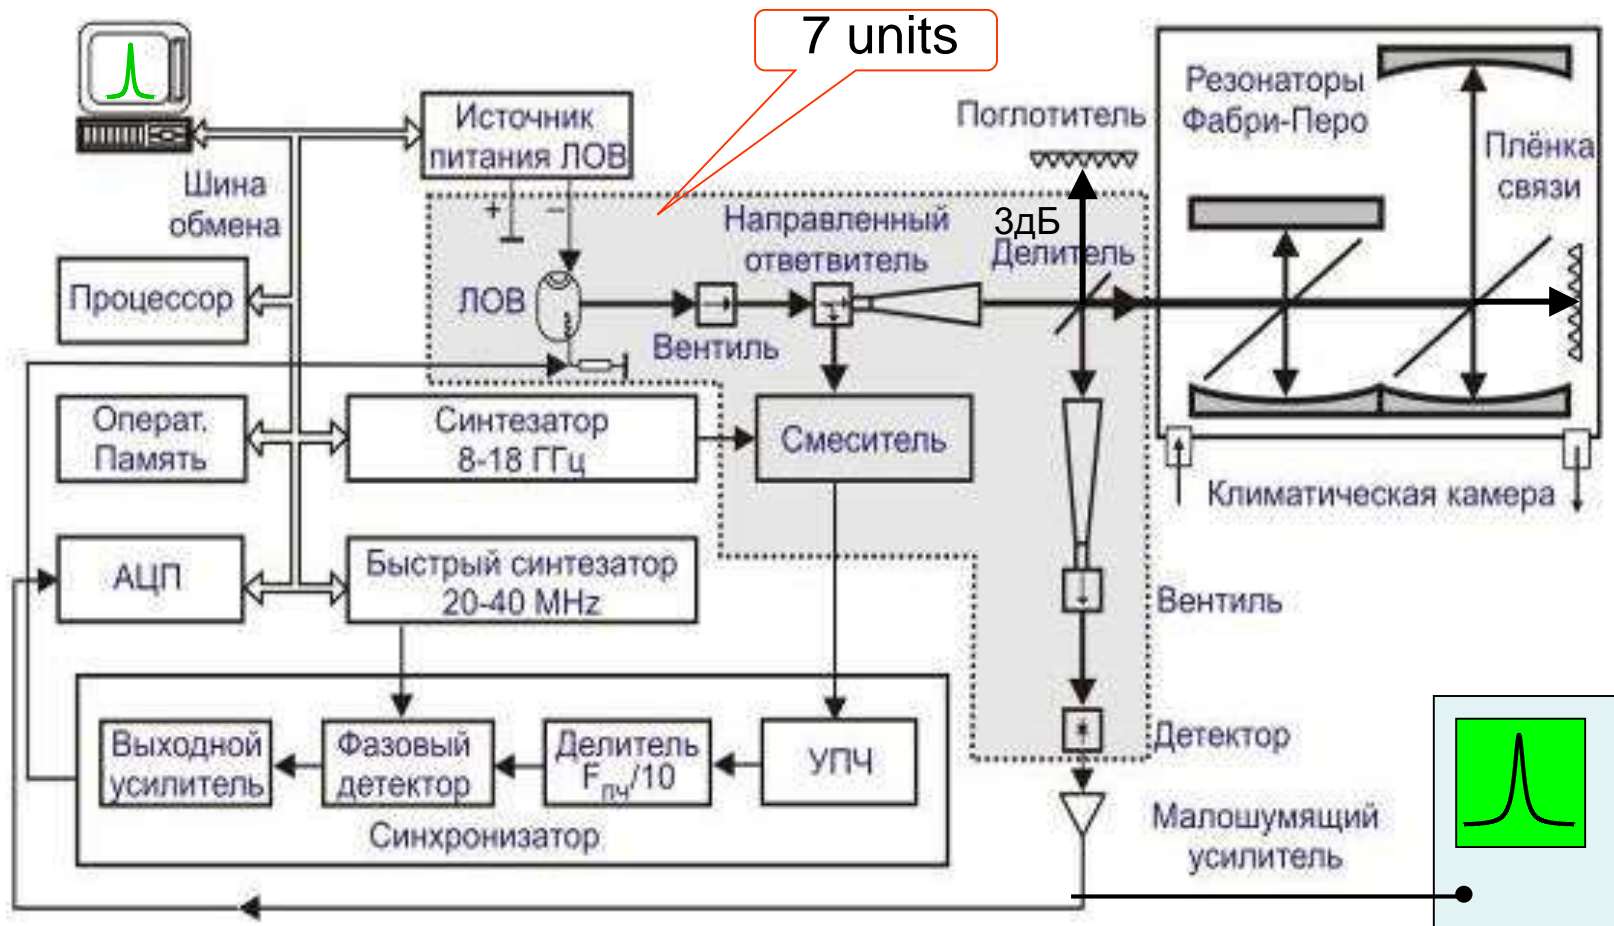 7 units
Источник
питания ЛОВ
Поглотитель
Резонаторы
Фабри-Перо
Плёнка
связи
Шина
обмена
+
–
Направленный
ответвитель
3дБ
Делитель
Процессор
ЛОВ
Вентиль
Операт.
Память
Синтезатор
8-18 ГГц
Смеситель
Климатическая камера
АЦП
Быстрый синтезатор
20-40 MHz
Вентиль
Выходной
усилитель
Фазовый
детектор
Делитель
Fпч/10
УПЧ
Детектор
Синхронизатор
Малошумящий
усилитель